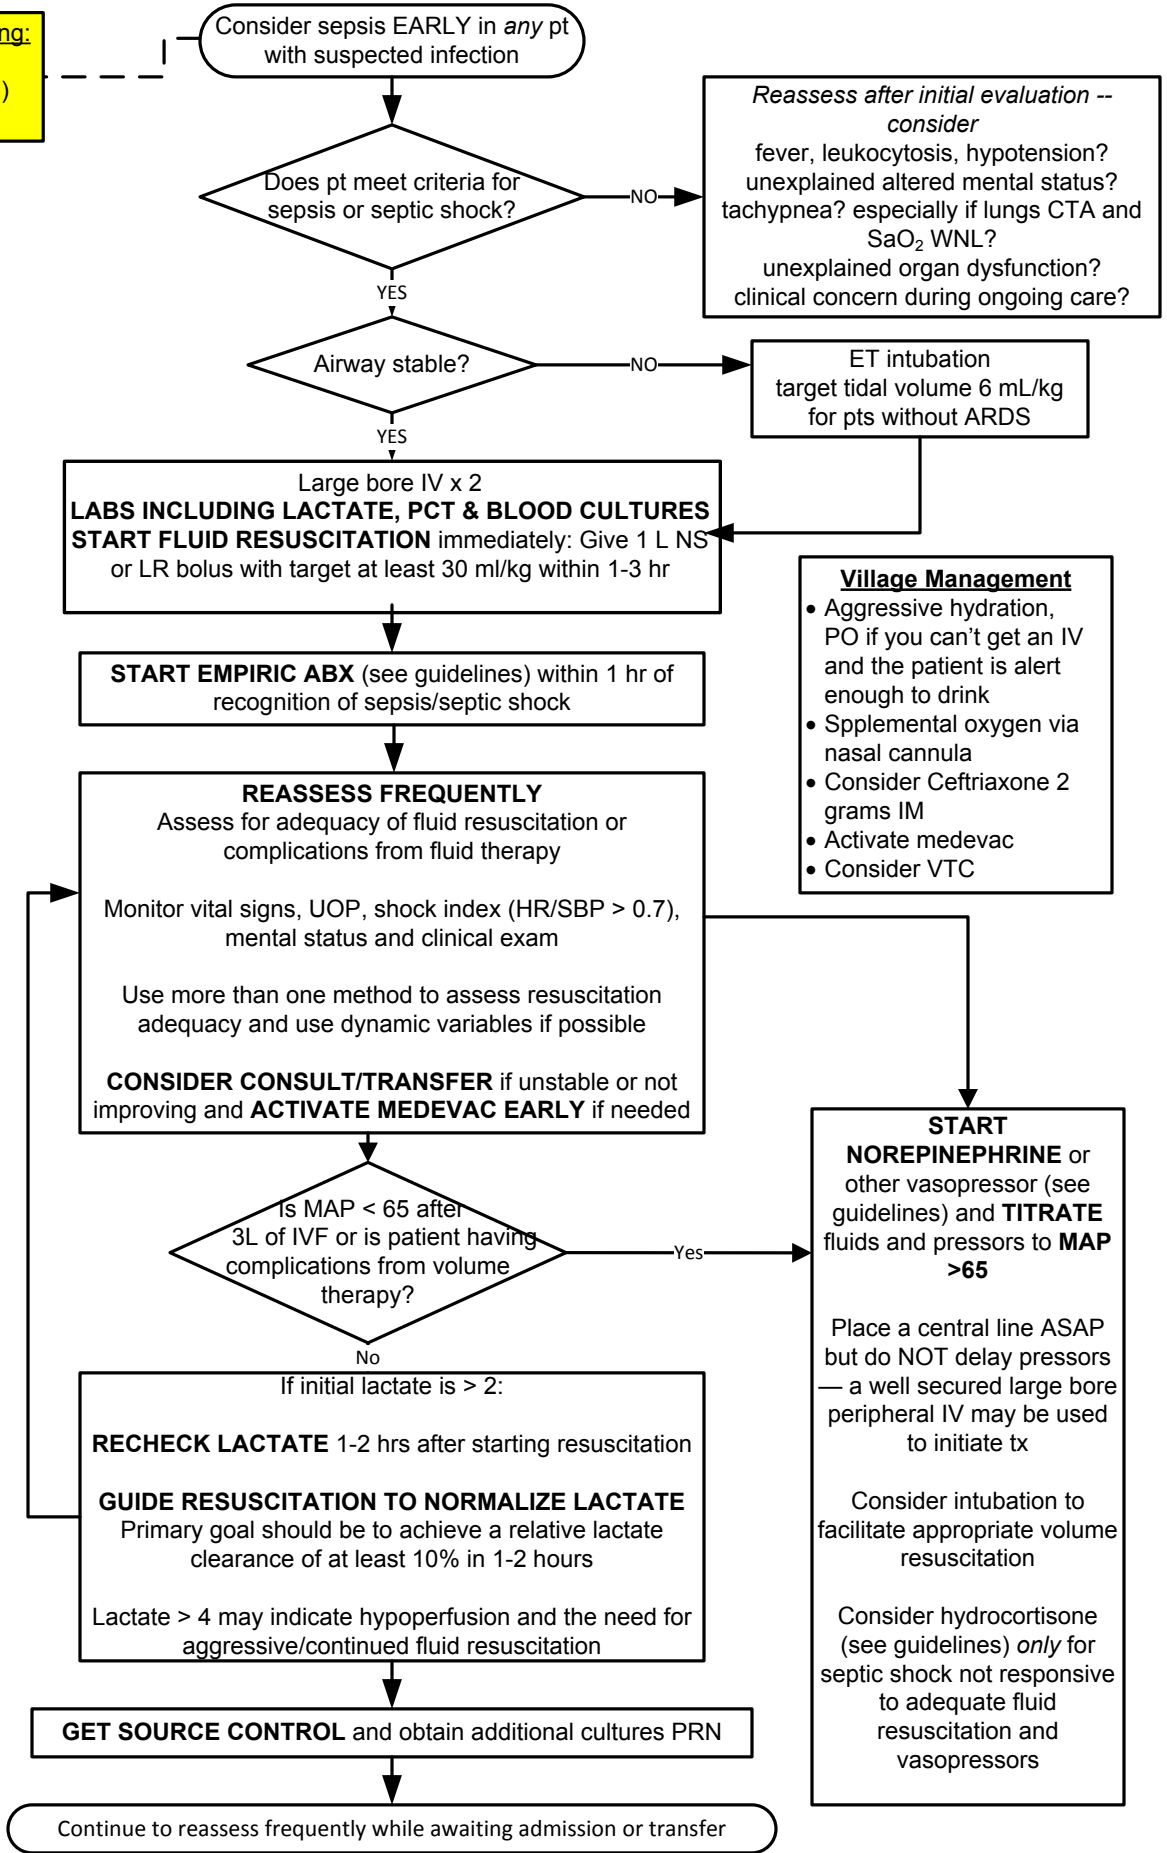 ng:
)
Consider sepsis EARLY in any pt
with suspected infection
Does pt meet criteria for
sepsis or septic shock?
NO
Reassess after initial evaluation --
consider
fever, leukocytosis, hypotension?
unexplained altered mental status?
tachypnea? especially if lungs CTA and
SaO₂ WNL?
unexplained organ dysfunction?
clinical concern during ongoing care?
YES
Airway stable?
NO
ET intubation
target tidal volume 6 mL/kg
for pts without ARDS
YES
Large bore IV x 2
LABS INCLUDING LACTATE, PCT & BLOOD CULTURES
START FLUID RESUSCITATION immediately: Give 1 L NS
or LR bolus with target at least 30 ml/kg within 1-3 hr
Village Management
• Aggressive hydration,
PO if you can't get an IV
and the patient is alert
enough to drink
• Spplemental oxygen via
nasal cannula
• Consider Ceftriaxone 2
grams IM
• Activate medevac
• Consider VTC
START EMPIRIC ABX (see guidelines) within 1 hr of
recognition of sepsis/septic shock
REASSESS FREQUENTLY
Assess for adequacy of fluid resuscitation or
complications from fluid therapy
Monitor vital signs, UOP, shock index (HR/SBP > 0.7),
mental status and clinical exam
Use more than one method to assess resuscitation
adequacy and use dynamic variables if possible
CONSIDER CONSULT/TRANSFER if unstable or not
improving and ACTIVATE MEDEVAC EARLY if needed
Is MAP < 65 after
3L of IVF or is patient having
complications from volume
therapy?
Yes
START
NOREPINEPHRINE or
other vasopressor (see
guidelines) and TITRATE
fluids and pressors to MAP
>65
Place a central line ASAP
but do NOT delay pressors
— a well secured large bore
peripheral IV may be used
to initiate tx
Consider intubation to
facilitate appropriate volume
resuscitation
Consider hydrocortisone
(see guidelines) only for
septic shock not responsive
to adequate fluid
resuscitation and
vasopressors
No
If initial lactate is > 2:
RECHECK LACTATE 1-2 hrs after starting resuscitation
GUIDE RESUSCITATION TO NORMALIZE LACTATE
Primary goal should be to achieve a relative lactate
clearance of at least 10% in 1-2 hours
Lactate > 4 may indicate hypoperfusion and the need for
aggressive/continued fluid resuscitation
GET SOURCE CONTROL and obtain additional cultures PRN
Continue to reassess frequently while awaiting admission or transfer